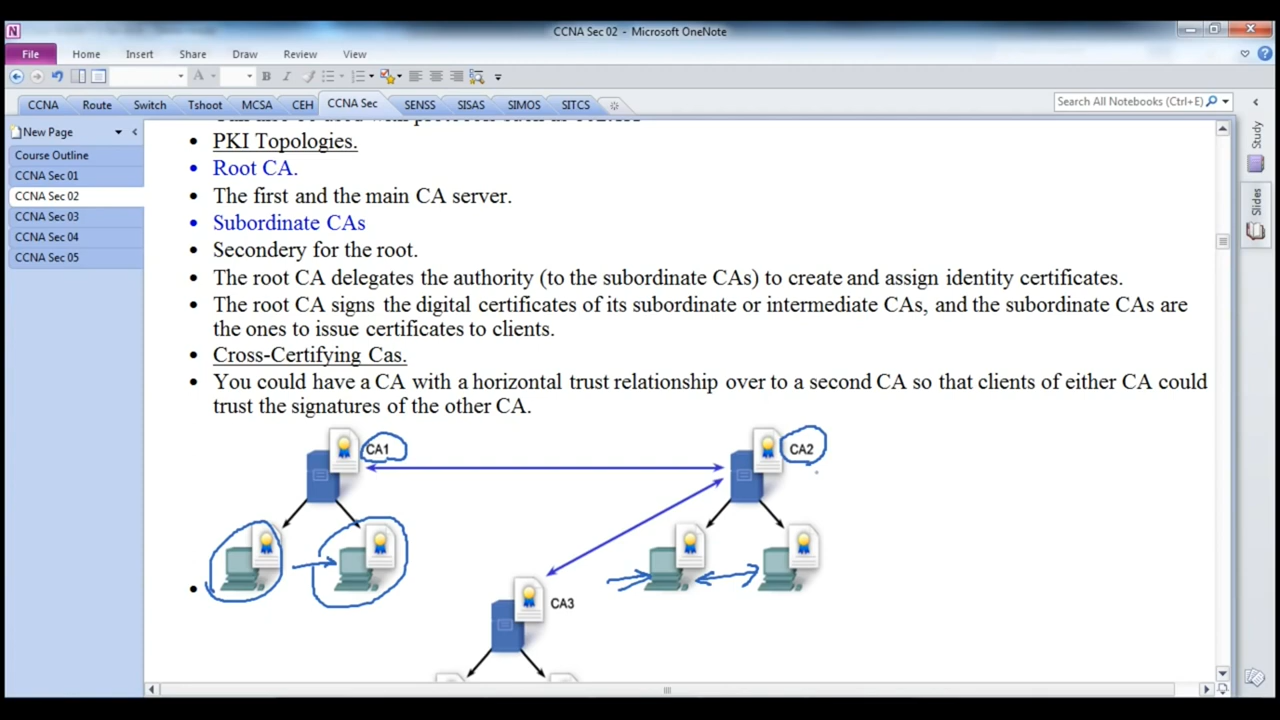 CCNA Sec 02 - Microsoft OneNote
File Home Insert Share Draw Review View
CCNA Route Switch Tshoot MCSA CEH CCNA Sec SENSS SISAS SIMOS SITCS
Search All Notebooks (Ctrl+E)
New Page
Course Outline
CCNA Sec 01
CCNA Sec 02
CCNA Sec 03
CCNA Sec 04
CCNA Sec 05
PKI Topologies.
Root CA.
The first and the main CA server.
Subordinate CAs
Secondery for the root.
The root CA delegates the authority (to the subordinate CAs) to create and assign identity certificates.
The root CA signs the digital certificates of its subordinate or intermediate CAs, and the subordinate CAs are
the ones to issue certificates to clients.
Cross-Certifying Cas.
You could have a CA with a horizontal trust relationship over to a second CA so that clients of either CA could
trust the signatures of the other CA.
CA1
CA2
CA3
Study
Slides